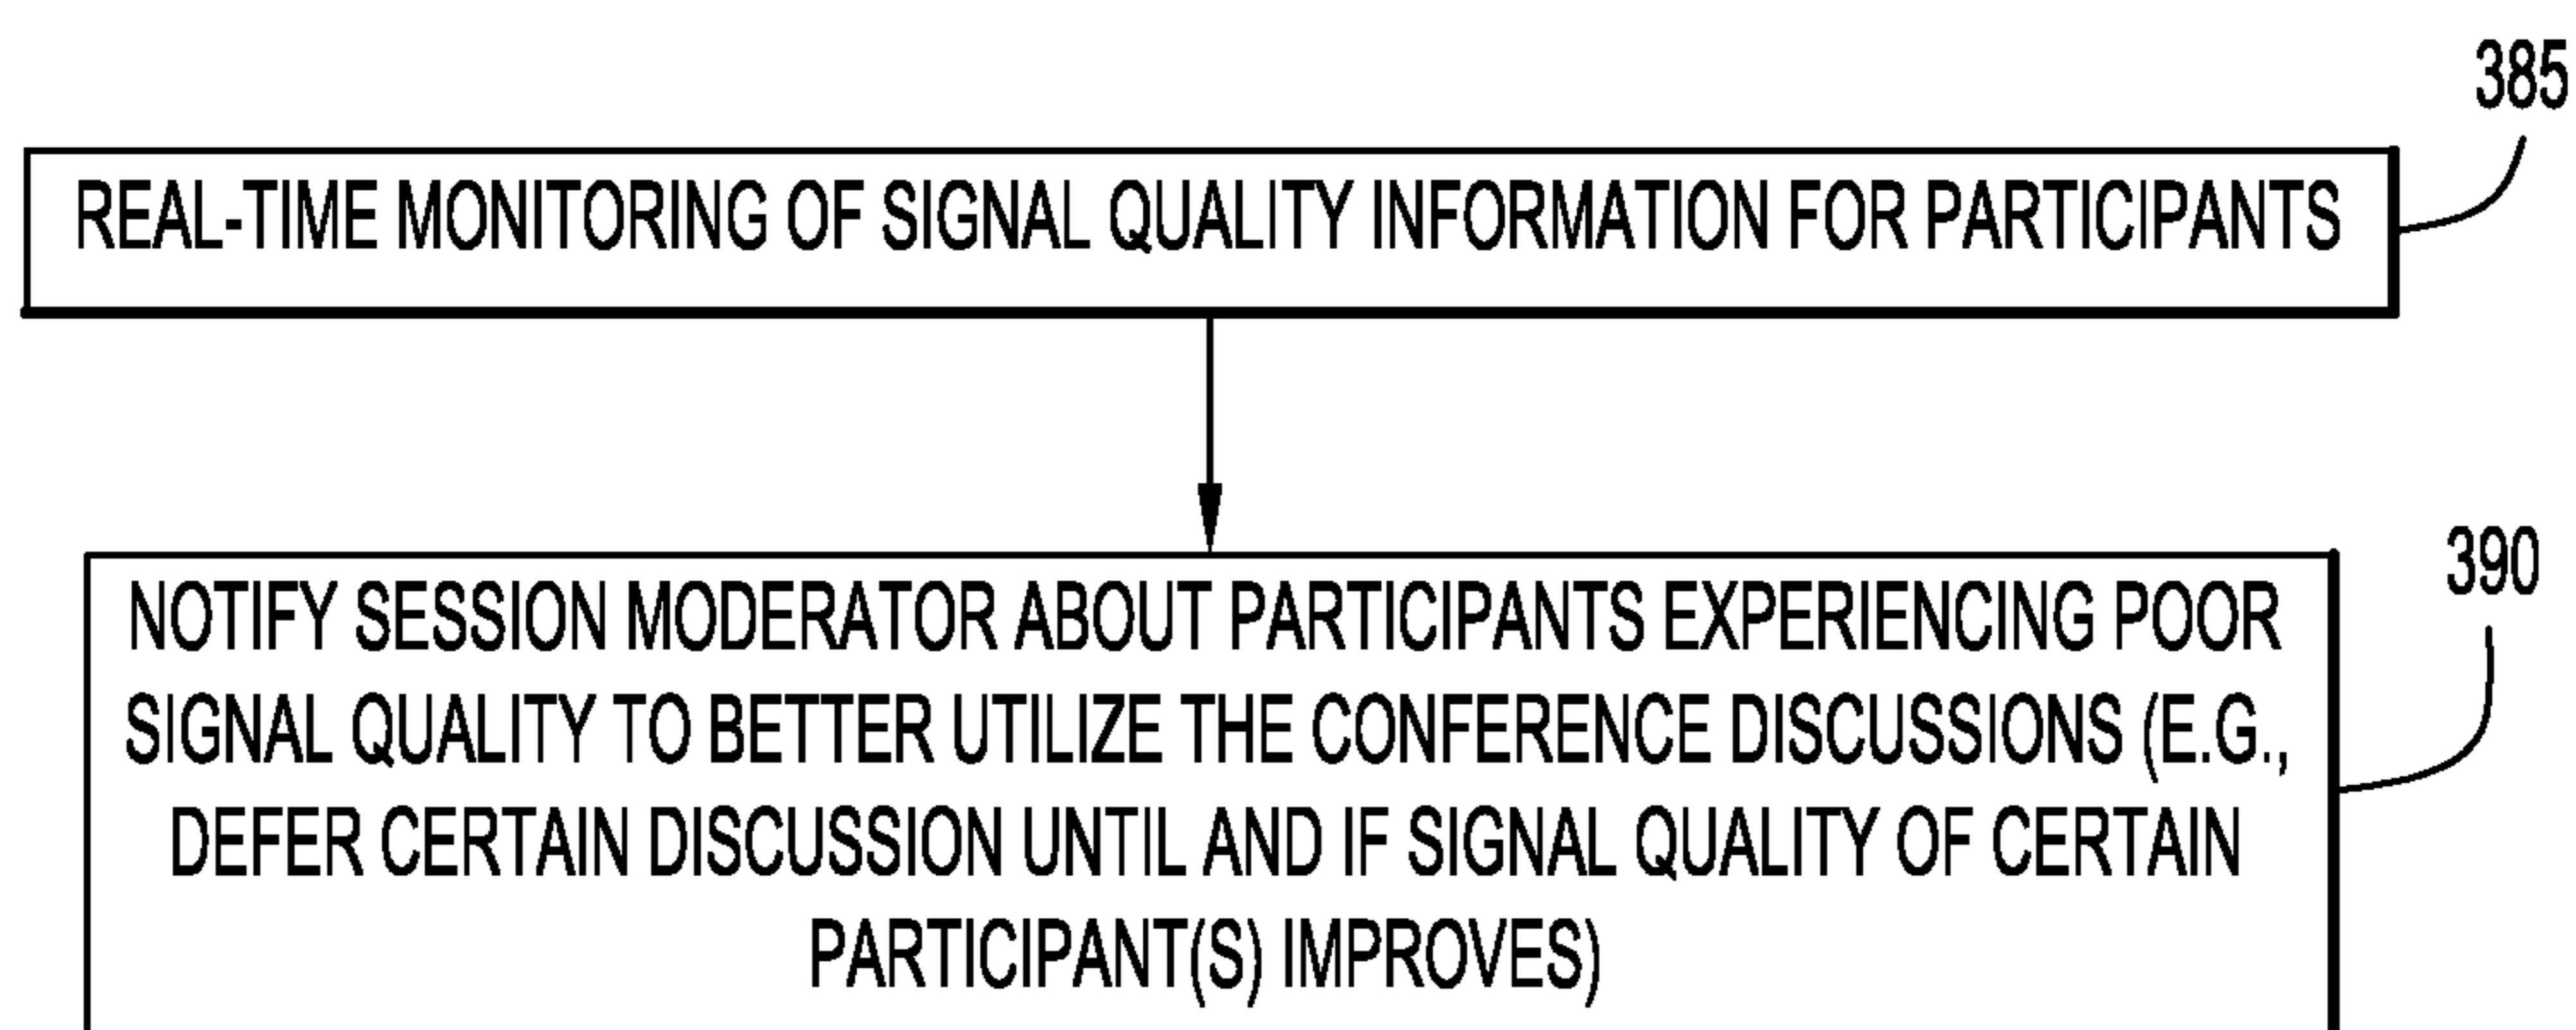 385
REAL-TIME MONITORING OF SIGNAL QUALITY INFORMATION FOR PARTICIPANTS
390
NOTIFY SESSION MODERATOR ABOUT PARTICIPANTS EXPERIENCING POOR
SIGNAL QUALITY TO BETTER UTILIZE THE CONFERENCE DISCUSSIONS (E.G.,
DEFER CERTAIN DISCUSSION UNTIL AND IF SIGNAL QUALITY OF CERTAIN
PARTICIPANT(S) IMPROVES)